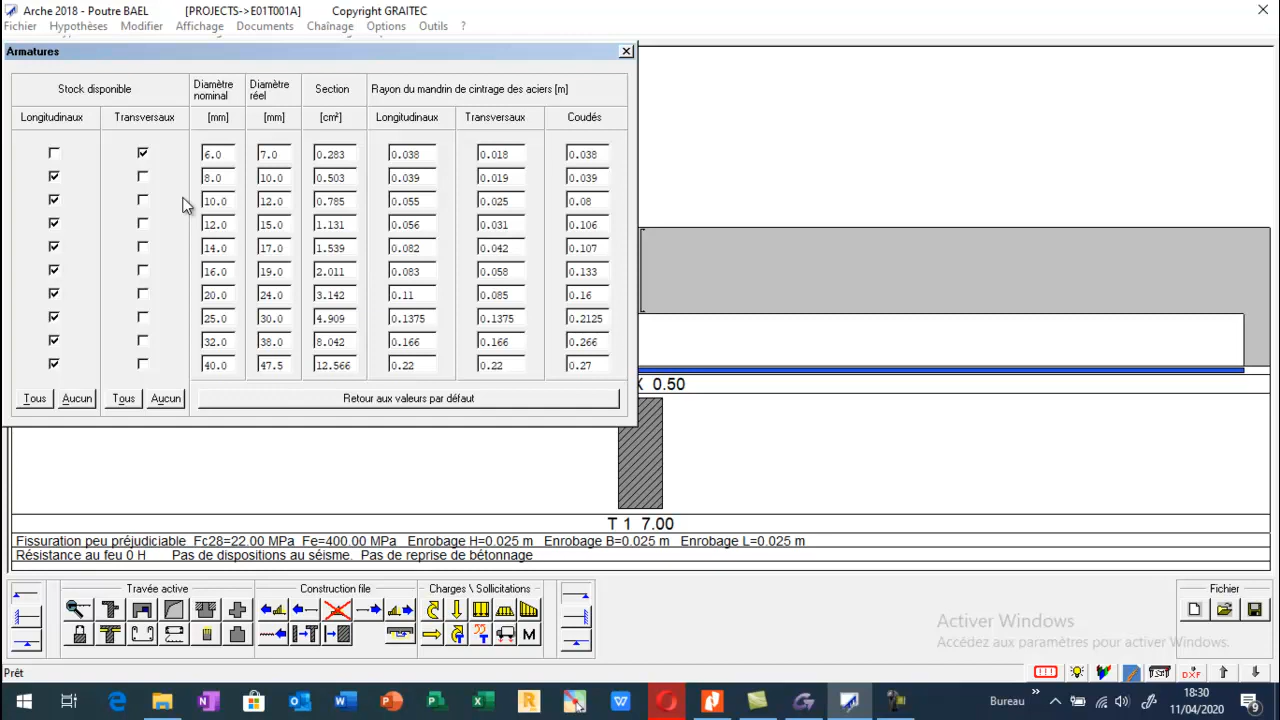 Arche 2018 - Poutre BAEL [PROJECTS->E01T001A] Copyright GRAITEC
Fichier Hypothèses Modifier Affichage Documents Chaînage Options Outils ?
Armatures
Stock disponible Diamètre nominal Diamètre réel Section Rayon du mandrin de cintrage des aciers [m]
Longitudinaux Transversaux [mm] [mm] [cm²] Longitudinaux Transversaux Coudés
6.0 7.0 0.283 0.038 0.018 0.038
8.0 10.0 0.503 0.039 0.019 0.039
10.0 12.0 0.785 0.055 0.025 0.08
12.0 15.0 1.131 0.056 0.031 0.106
14.0 17.0 1.539 0.082 0.042 0.107
16.0 19.0 2.011 0.083 0.058 0.133
20.0 24.0 3.142 0.11 0.085 0.16
25.0 30.0 4.909 0.1375 0.1375 0.2125
32.0 38.0 8.042 0.166 0.166 0.266
40.0 47.5 12.566 0.22 0.22 0.27
Tous Aucun Tous Aucun Retour aux valeurs par défaut
X 0.50
T 1 7.00
Fissuration peu préjudiciable Fc28=22.00 MPa Fe=400.00 MPa Enrobage H=0.025 m Enrobage B=0.025 m Enrobage L=0.025 m
Résistance au feu 0 H Pas de dispositions au séisme. Pas de reprise de bétonnage
Travée active Construction file Charges \ Sollicitations Fichier
M
Activer Windows
Accédez aux paramètres pour activer Windows.
Prêt
DXF
Bureau
18:30
11/04/2020
9